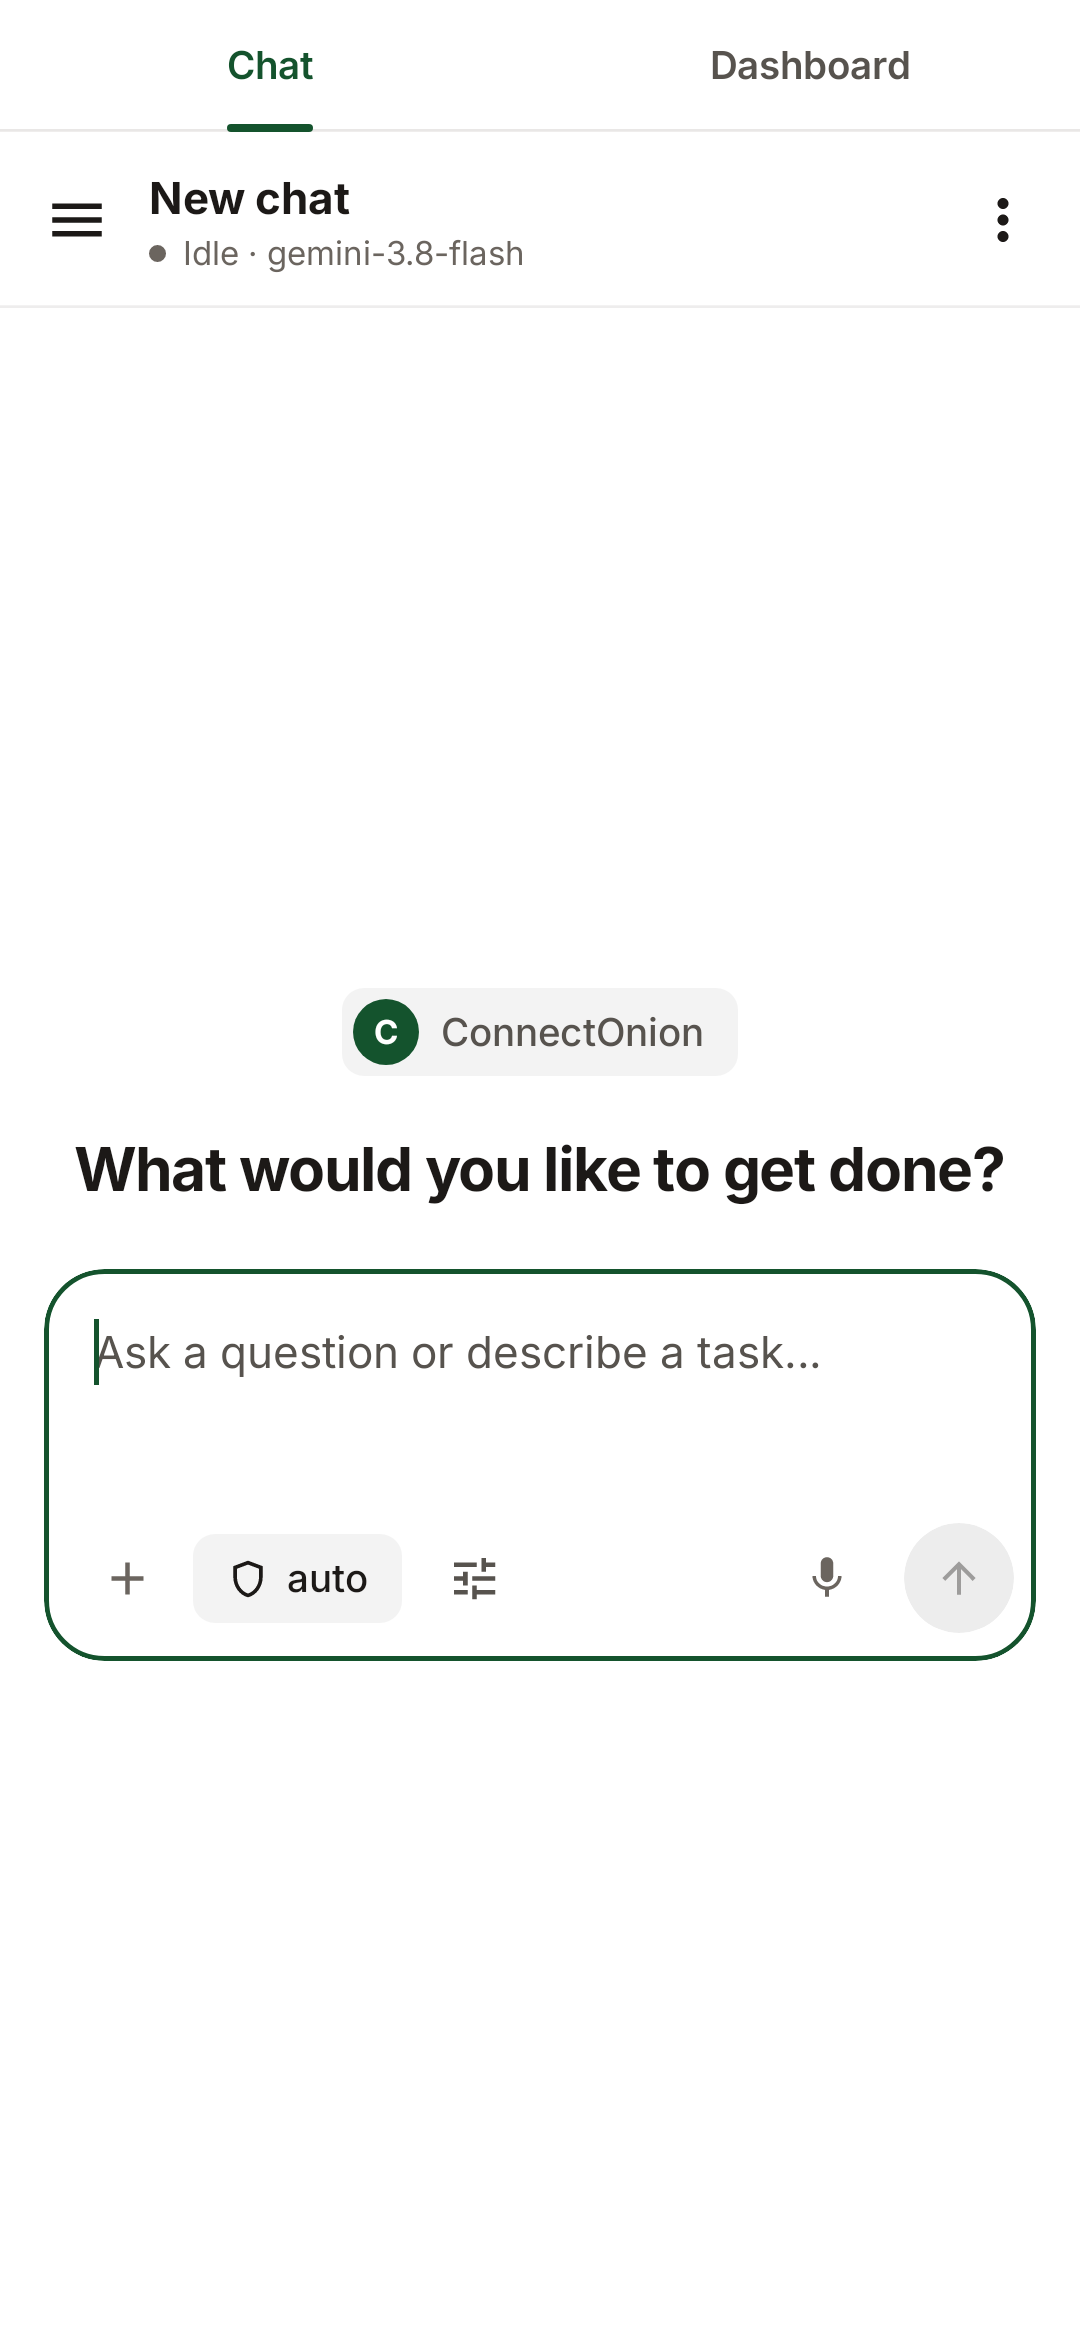 Chat
Dashboard
New chat
Idle · gemini-3.8-flash
C ConnectOnion
What would you like to get done?
Ask a question or describe a task...
auto